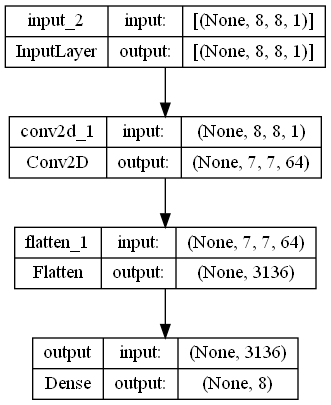 input_2 input: [(None, 8, 8, 1)]
InputLayer output: [(None, 8, 8, 1)]
conv2d_1 input: (None, 8, 8, 1)
Conv2D output: (None, 7, 7, 64)
flatten_1 input: (None, 7, 7, 64)
Flatten output: (None, 3136)
output input: (None, 3136)
Dense output: (None, 8)